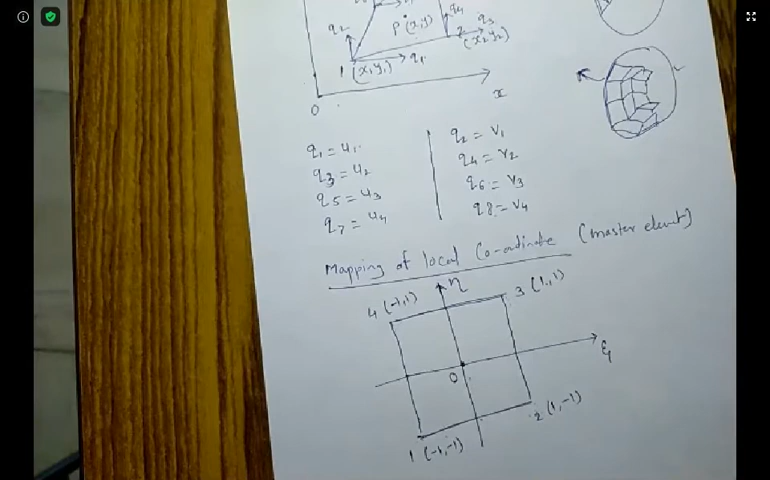 q2
q4
P(x,y)
q3
2
(x2,y2)
1 (x1,y1)
q1
x
0
q1 = u1
q2 = v1
q3 = u2
q4 = v2
q5 = u3
q6 = v3
q7 = u4
q8 = v4
Mapping of local Co-ordinate (master elemt)
η
4 (-1,1)
3 (1,1)
ξ
0
2 (1,-1)
1 (-1,-1)